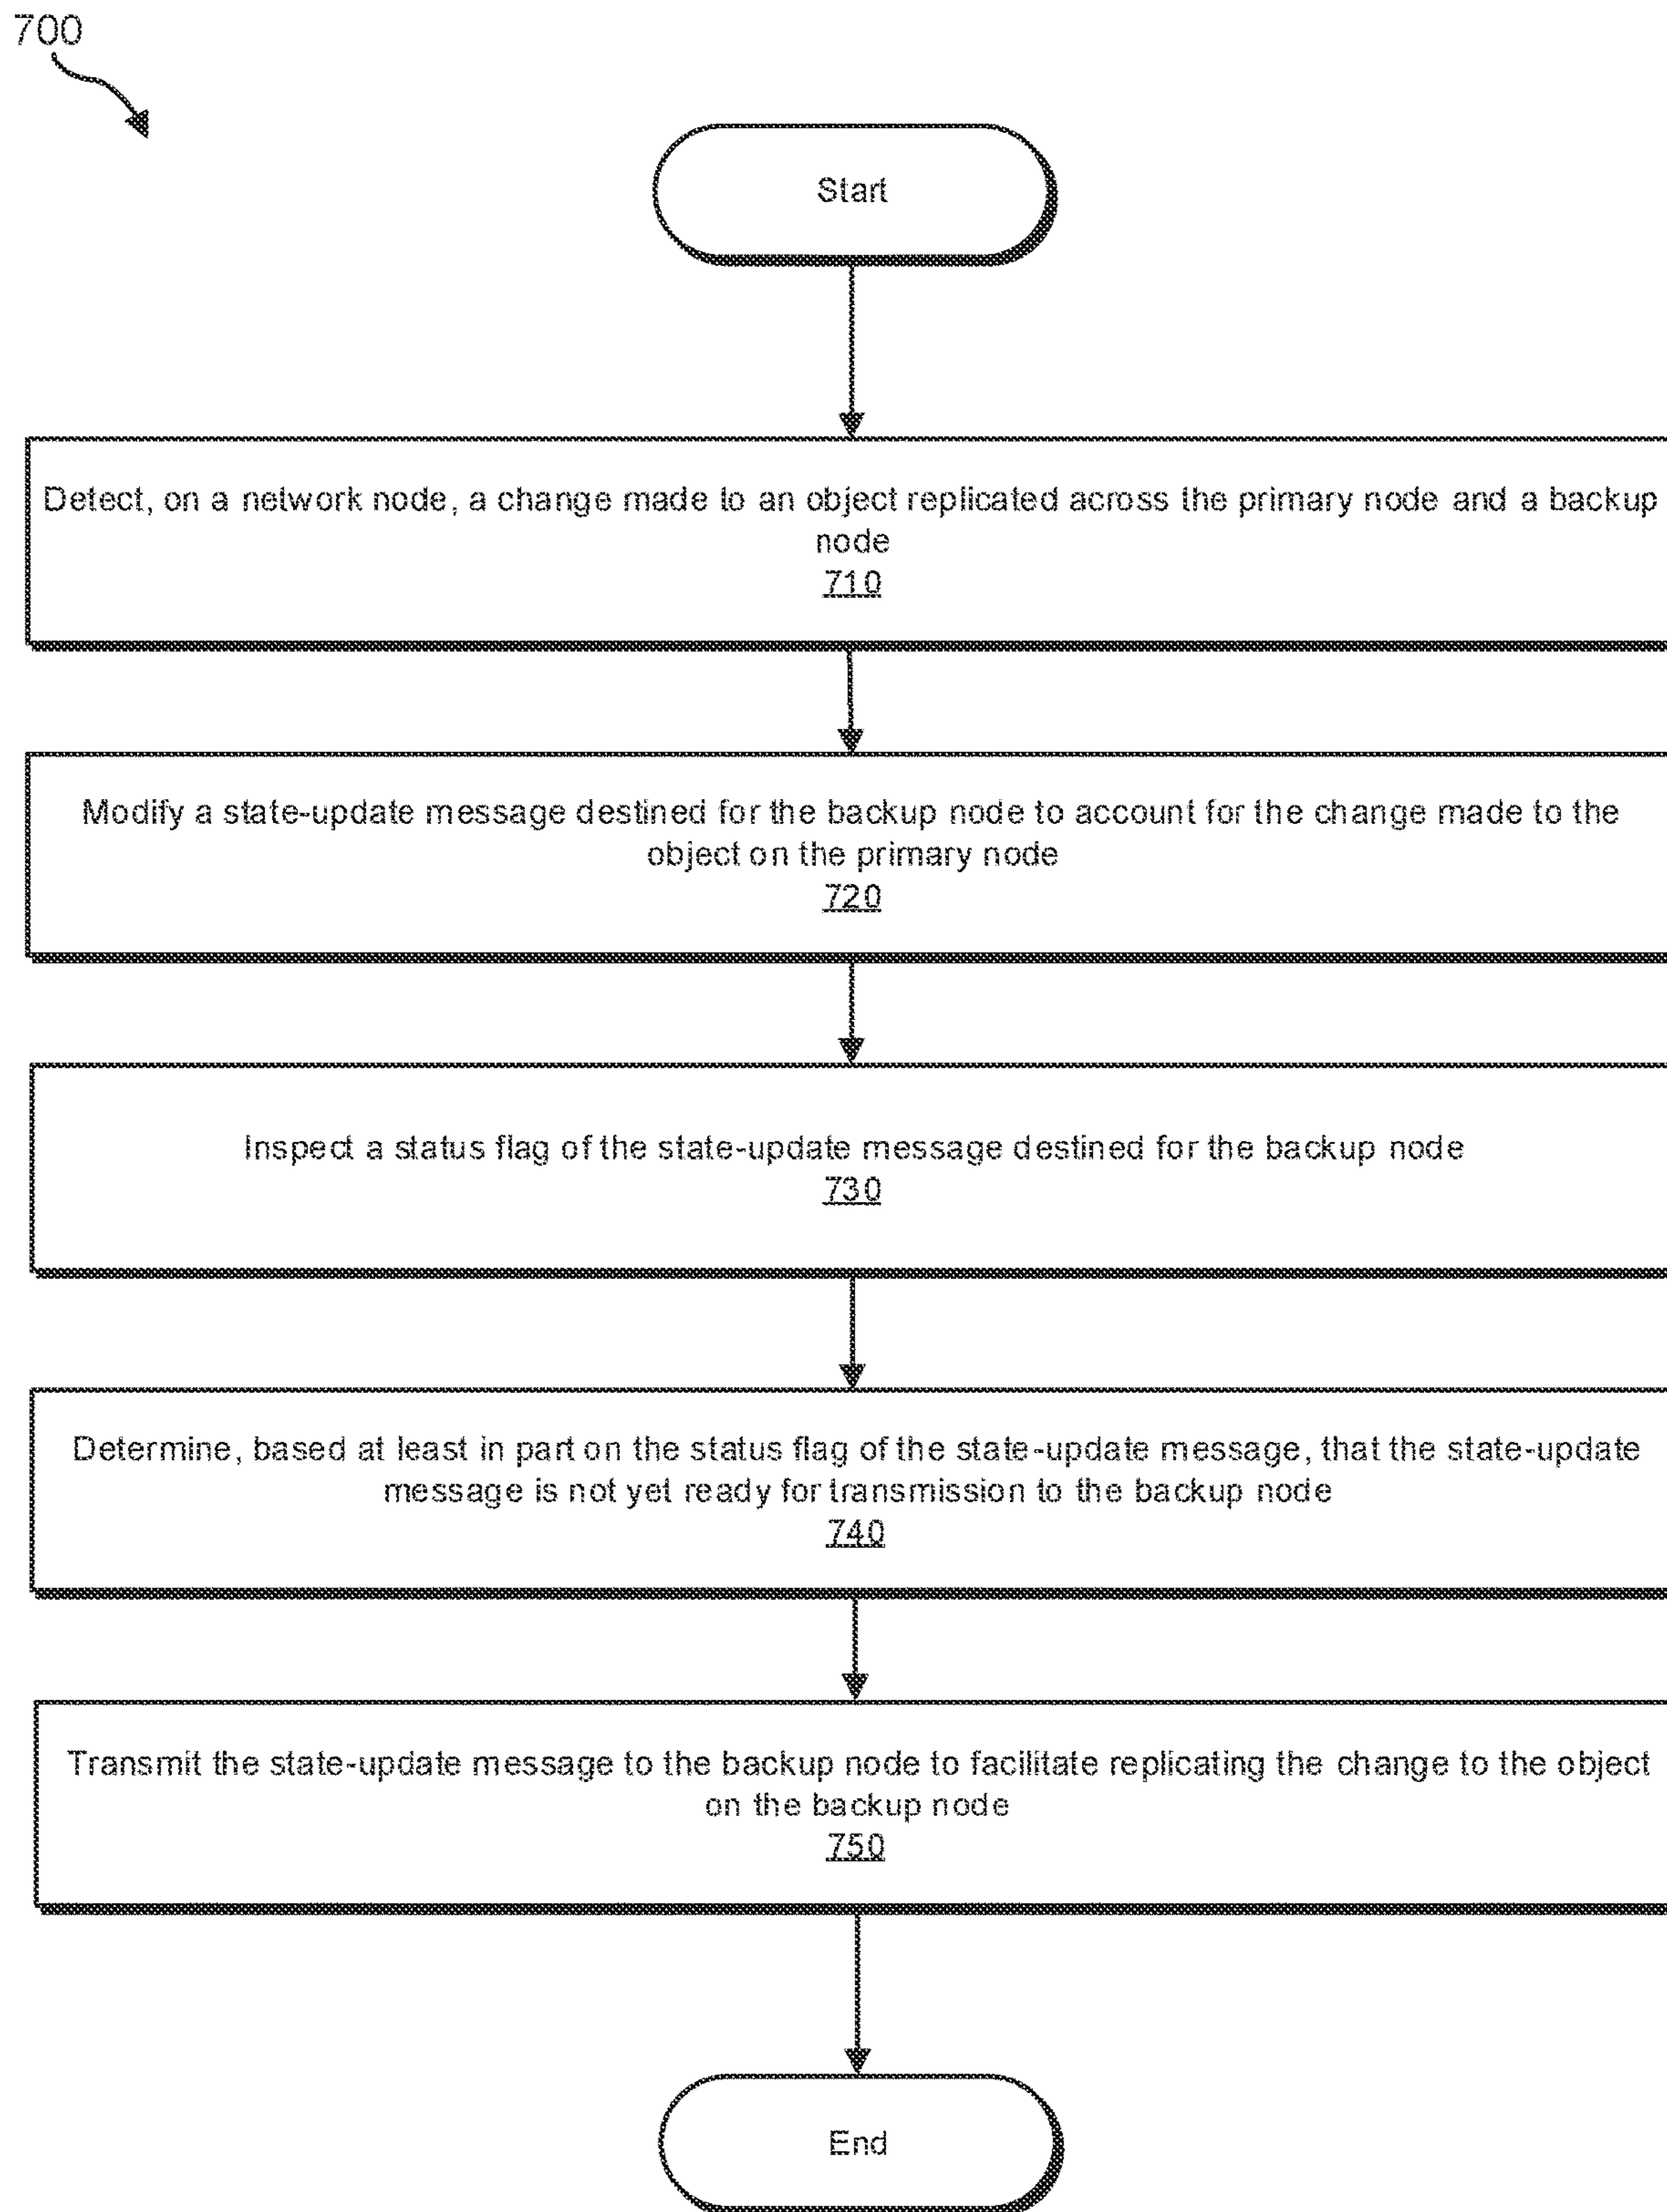 700
Start
Detect, on a network node, a change made to an object replicated across the primary node and a backup
node
710
Modify a state-update message destined for the backup node to account for the change made to the
object on the primary node
720
Inspect a status flag of the state-update message destined for the backup node
730
Determine, based at least in part on the status flag of the state-update message, that the state-update
message is not yet ready for transmission to the backup node
740
Transmit the state-update message to the backup node to facilitate replicating the change to the object
on the backup node
750
End